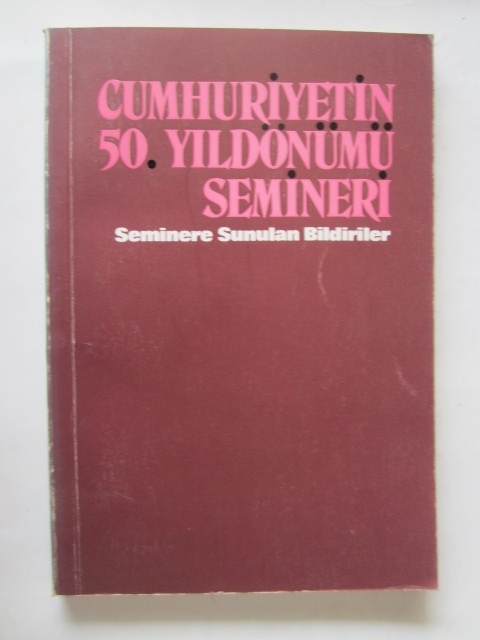 CUMHURİYETİN
50. YILDÖNÜMÜ
SEMİNERİ
Seminere Sunulan Bildiriler